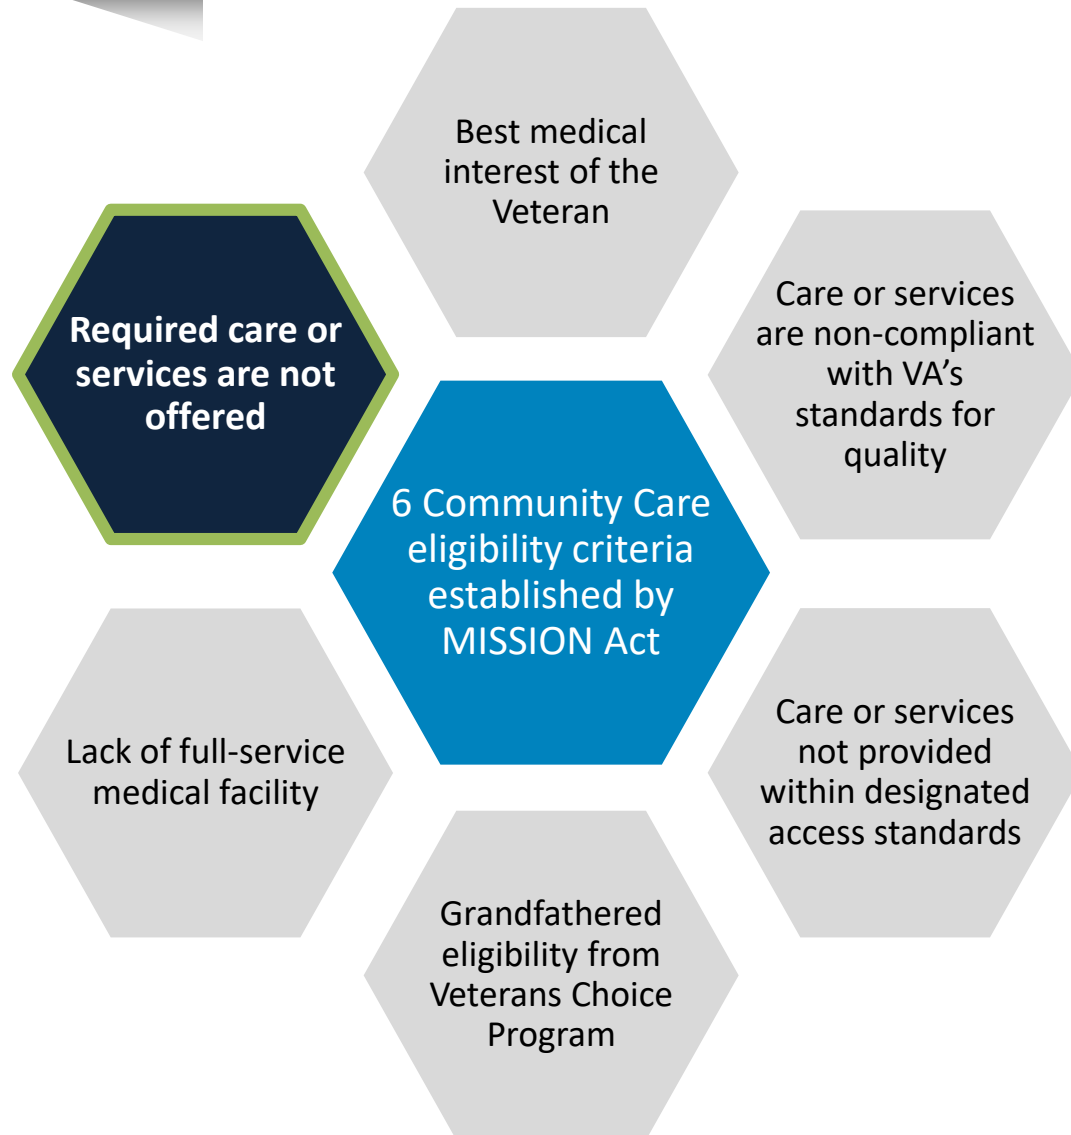 Best medical
interest of the
Veteran
Required care or
services are not
offered
Care or services
are non-compliant
with VA’s
standards for
quality
6 Community Care
eligibility criteria
established by
MISSION Act
Lack of full-service
medical facility
Care or services
not provided
within designated
access standards
Grandfathered
eligibility from
Veterans Choice
Program